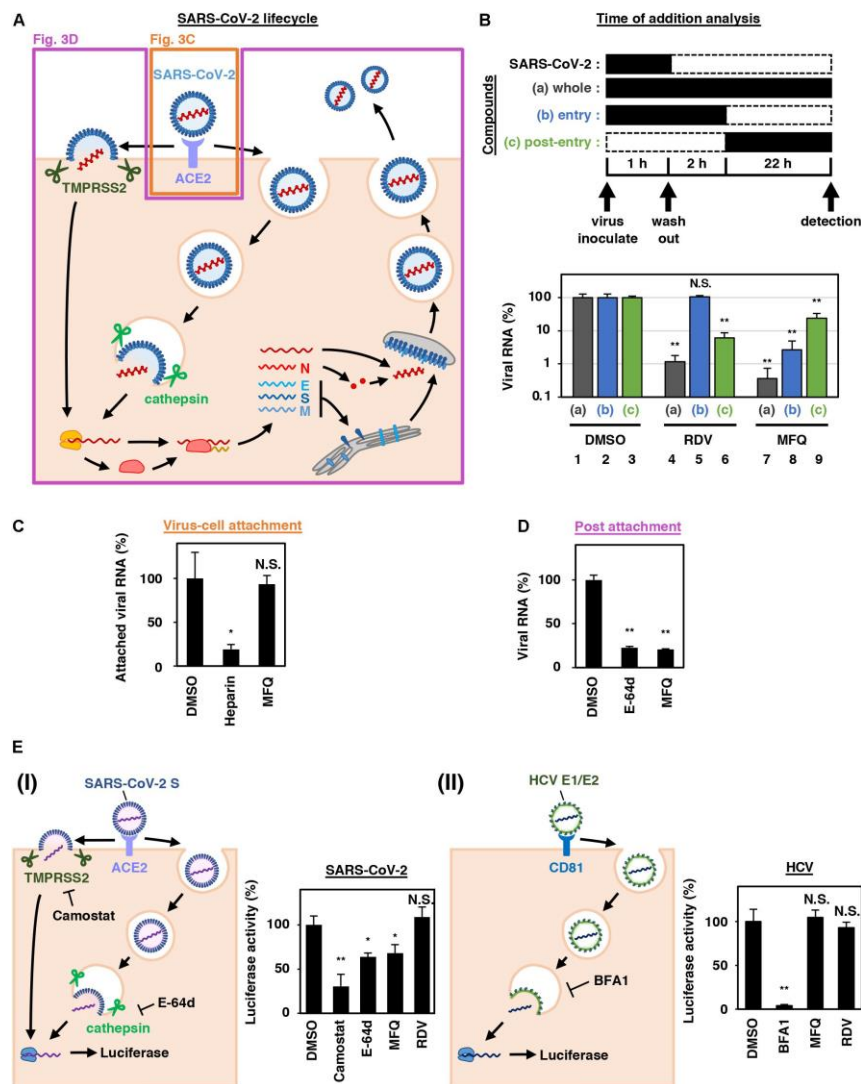 A
SARS-CoV-2 lifecycle
Fig. 3D
Fig. 3C
SARS-CoV-2
TMPRSS2
ACE2
cathepsin
N
E
S
M
B
Time of addition analysis
SARS-CoV-2 :
Compounds
(a) whole :
(b) entry :
(c) post-entry :
1 h
2 h
22 h
virus inoculate
wash out
detection
Viral RNA (%)
100
10
1
0.1
N.S.
**
**
**
**
**
(a) (b) (c) (a) (b) (c) (a) (b) (c)
DMSO RDV MFQ
1 2 3 4 5 6 7 8 9
C
Virus-cell attachment
Attached viral RNA (%)
100
50
0
*
N.S.
DMSO
Heparin
MFQ
D
Post attachment
Viral RNA (%)
100
50
0
**
**
DMSO
E-64d
MFQ
E
(I)
SARS-CoV-2 S
ACE2
TMPRSS2
Camostat
E-64d
cathepsin
Luciferase
SARS-CoV-2
Luciferase activity (%)
100
50
0
**
*
*
N.S.
DMSO
Camostat
E-64d
MFQ
RDV
(II)
HCV E1/E2
CD81
BFA1
Luciferase
HCV
Luciferase activity (%)
100
50
0
**
N.S.
N.S.
DMSO
BFA1
MFQ
RDV